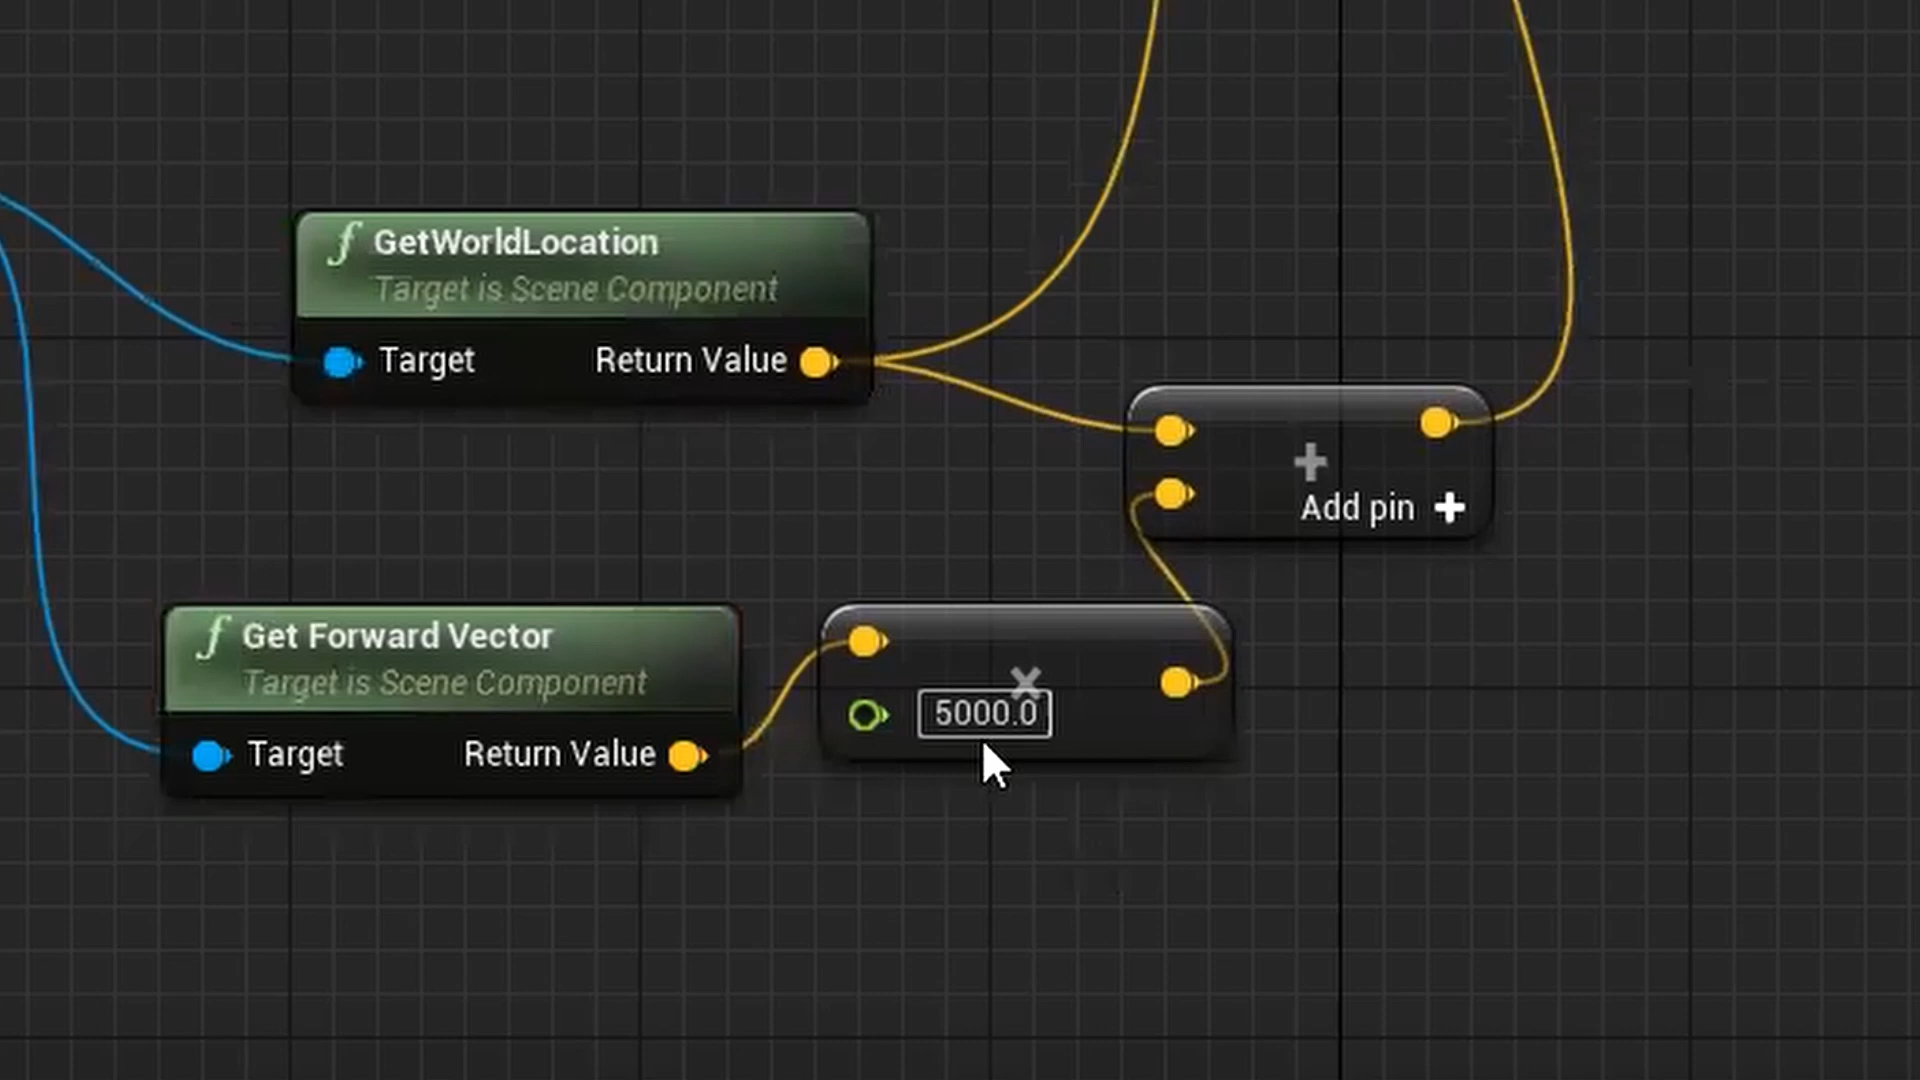 GetWorldLocation
Target is Scene Component
Target Return Value
Add pin
Get Forward Vector
Target is Scene Component
Target Return Value
5000.0